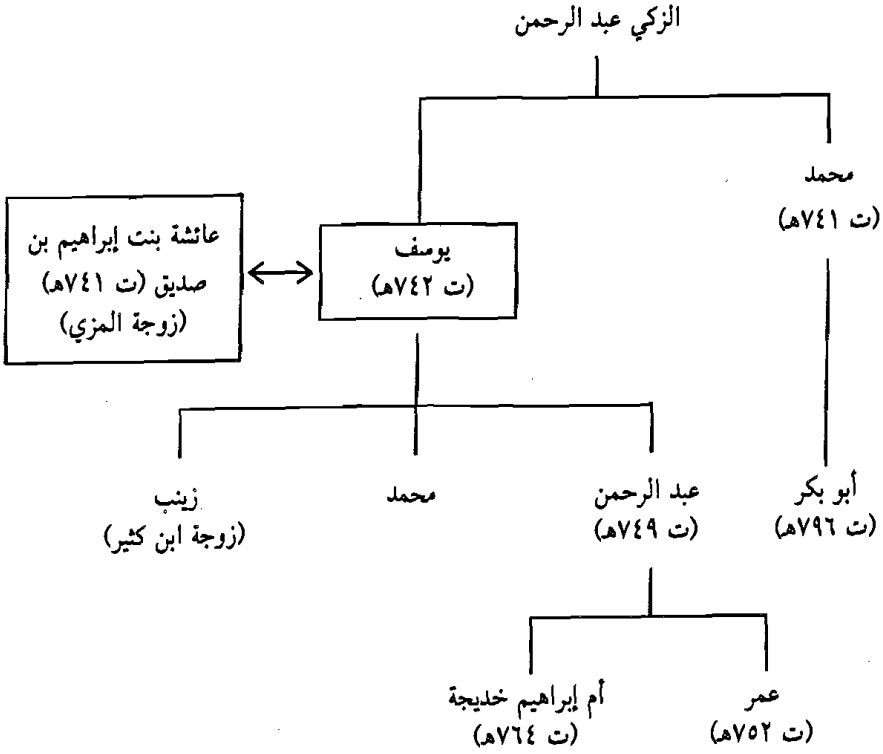 الزكي عبد الرحمن
محمد
(ت ٧٤١هـ)
يوسف
(ت ٧٤٢هـ)
عائشة بنت إبراهيم بن
صديق (ت ٧٤١هـ)
(زوجة المزي)
أبو بكر
(ت ٧٩٦هـ)
عبد الرحمن
(ت ٧٤٩هـ)
محمد
زينب
(زوجة ابن كثير)
عمر
(ت ٧٥٢هـ)
أم إبراهيم خديجة
(ت ٧٦٤هـ)